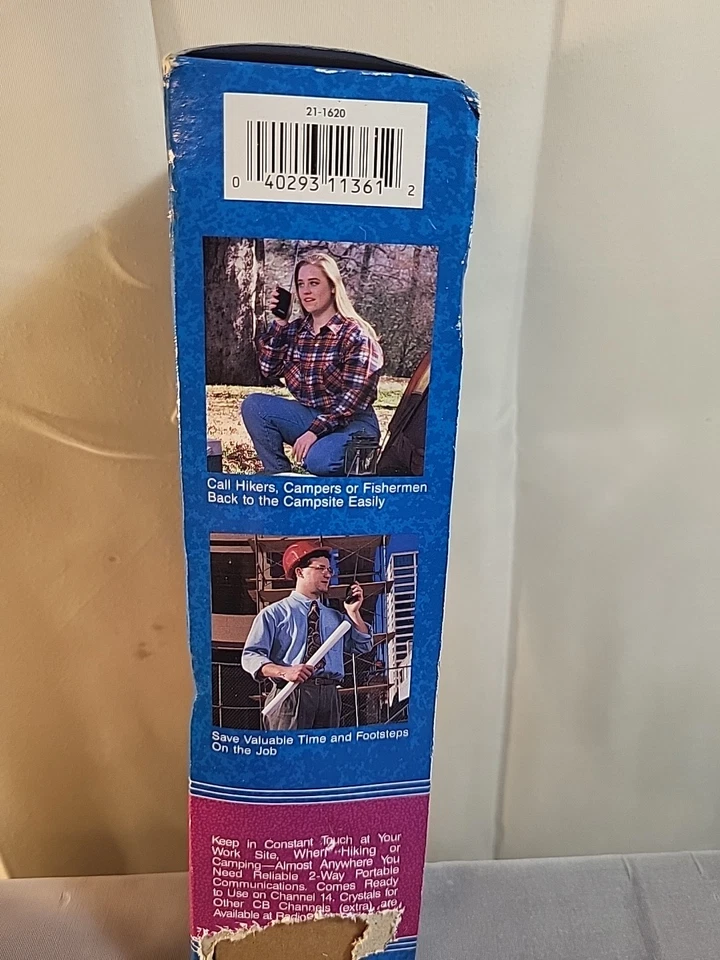 21-1620
0 40293 11361 2
Call Hikers, Campers or Fishermen
Back to the Campsite Easily
Save Valuable Time and Footsteps
On the Job
Keep in Constant Touch at Your
Work Site, When Hiking or
Camping—Almost Anywhere You
Need Reliable 2-Way Portable
Communications. Comes Ready
to Use on Channel 14. Crystals for
Other CB Channels (extra) are
Available at Radio